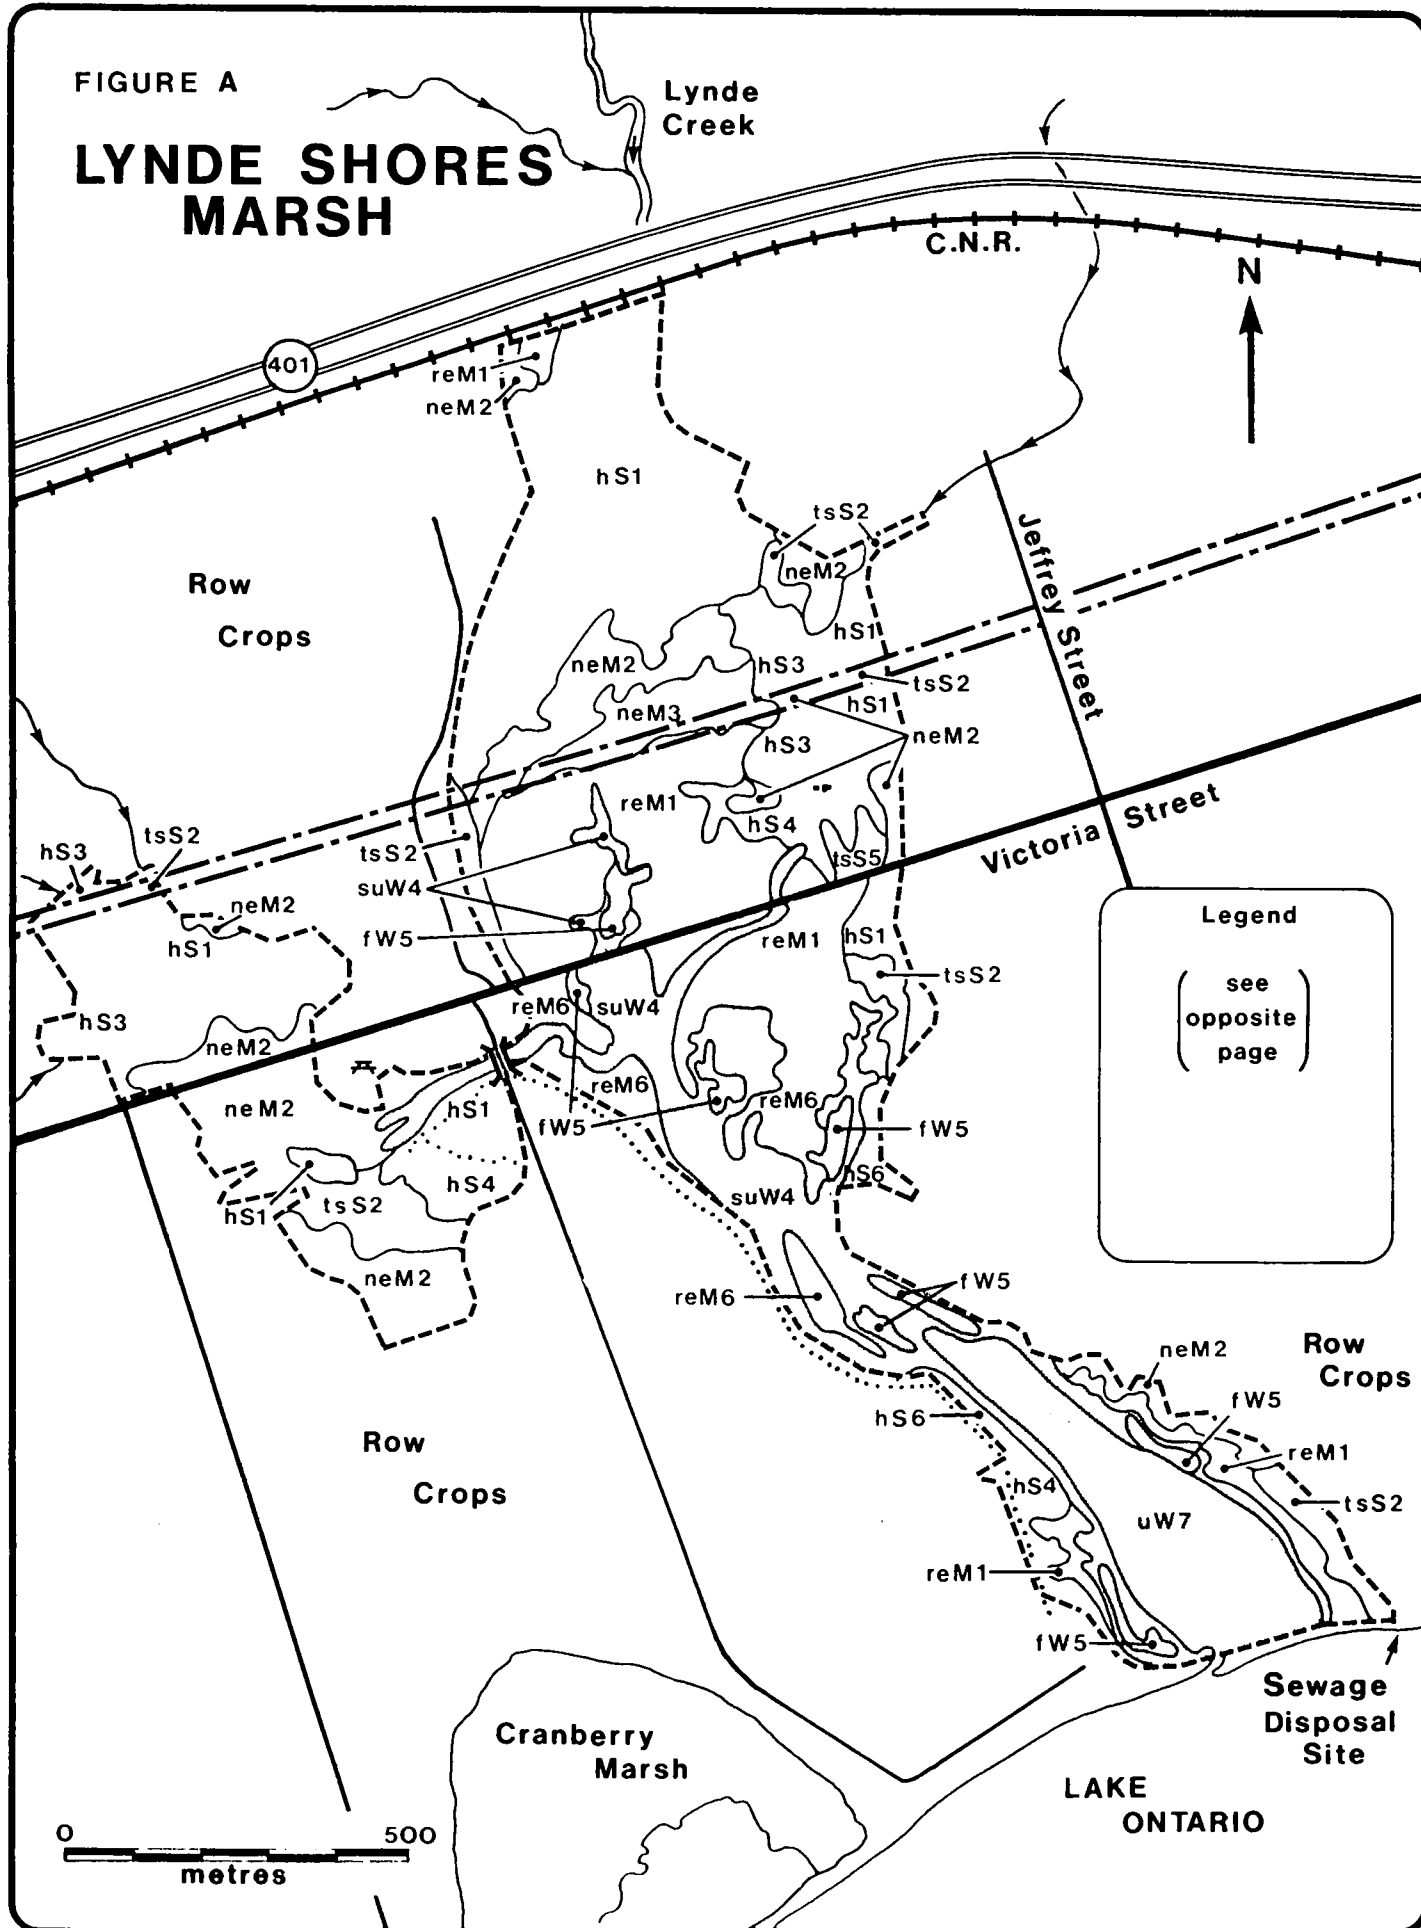 FIGURE A
LYNDE SHORES
MARSH
Lynde
Creek
C.N.R.
N
401
reM1
neM2
hS1
tsS2
neM2
Row
Crops
hS1
Jeffrey Street
neM2
hS3
tsS2
neM3
hS1
hS3
neM2
reM1
hS4
Victoria Street
tsS2
hS3
tsS2
tsS5
suW4
neM2
hS1
fW5
reM1
hS1
tsS2
Legend
( see
opposite
page )
hS3
neM2
reM6
suW4
neM2
hS1
reM6
fW5
reM6
fW5
hS4
hS6
suW4
hS1
tsS2
neM2
reM6
fW5
Row
Crops
neM2
fW5
hS6
reM1
Row
Crops
hS4
tsS2
uW7
reM1
fW5
Sewage
Disposal
Site
Cranberry
Marsh
LAKE
ONTARIO
0 500
metres